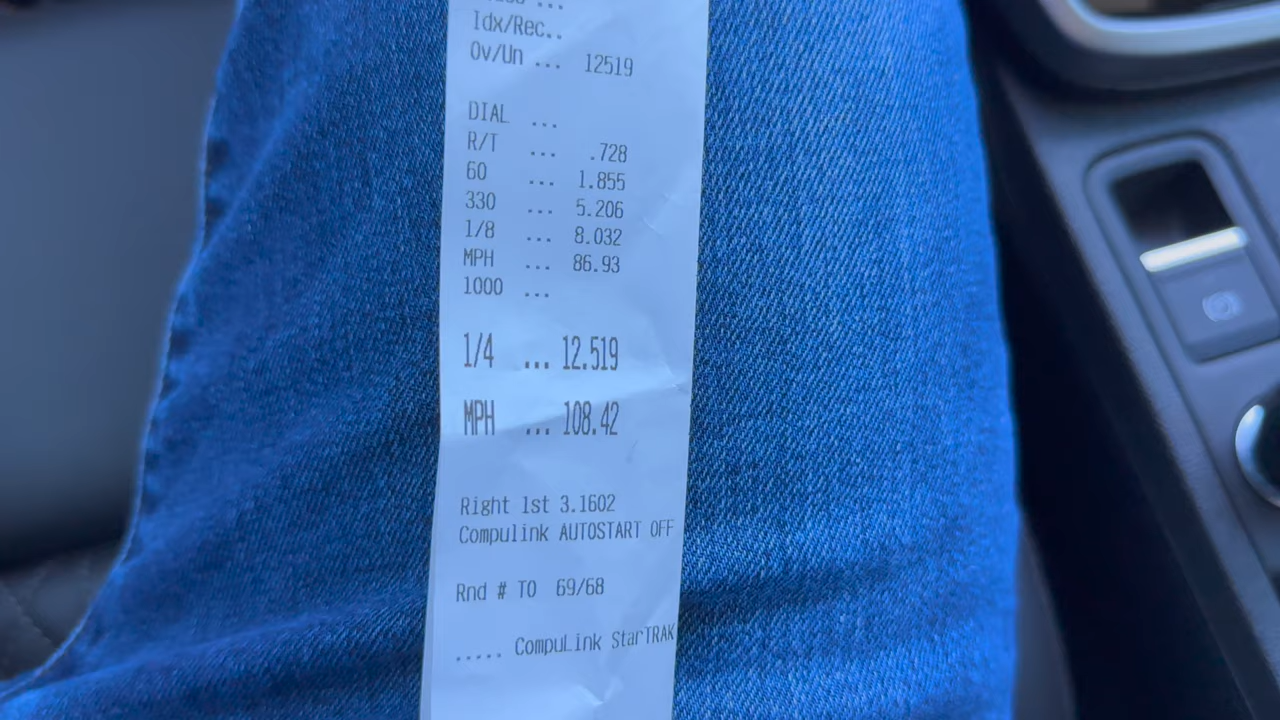 Idx/Rec..
Ov/Un ... 12519
DIAL ...
R/T ... .728
60 ... 1.855
330 ... 5.206
1/8 ... 8.032
MPH ... 86.93
1000 ...
1/4 ... 12.519
MPH ... 108.42
Right 1st 3.1602
Compulink AUTOSTART OFF
Rnd # TO 69/68
..... CompuLink StarTRAK